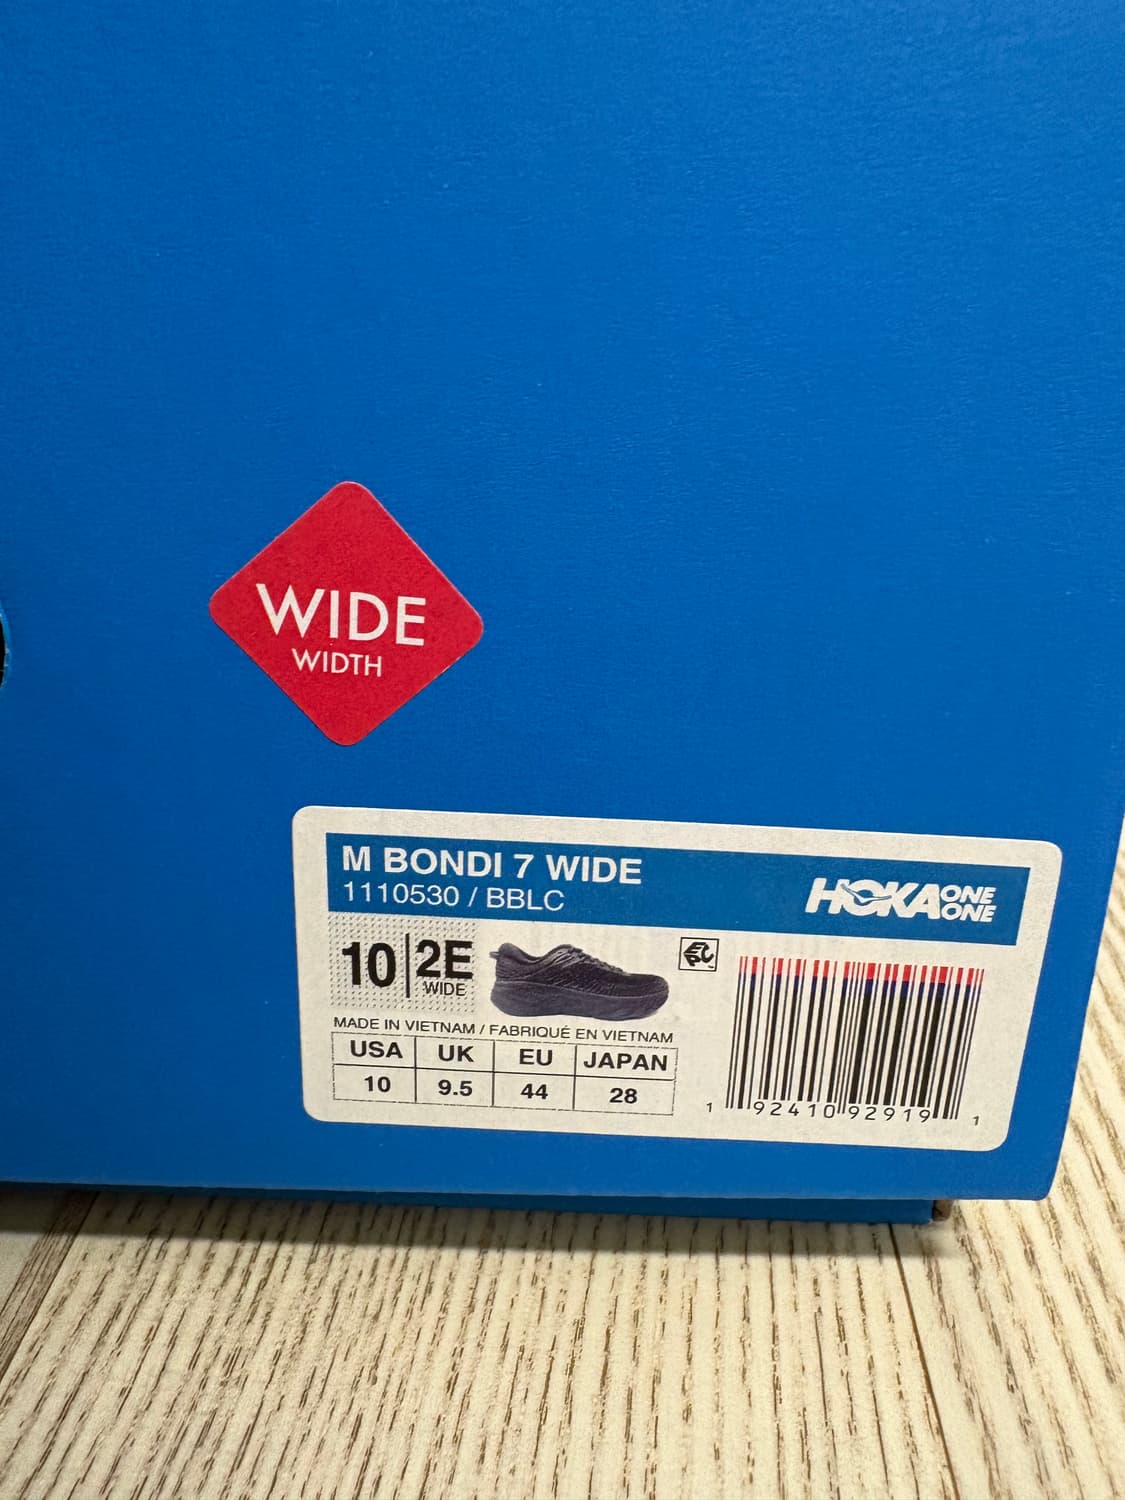 WIDE
WIDTH
M BONDI 7 WIDE
1110530 / BBLC
HOKA ONE ONE
10 | 2E
WIDE
MADE IN VIETNAM / FABRIQUÉ EN VIETNAM
USA UK EU JAPAN
10 9.5 44 28
1 92410 92919 1